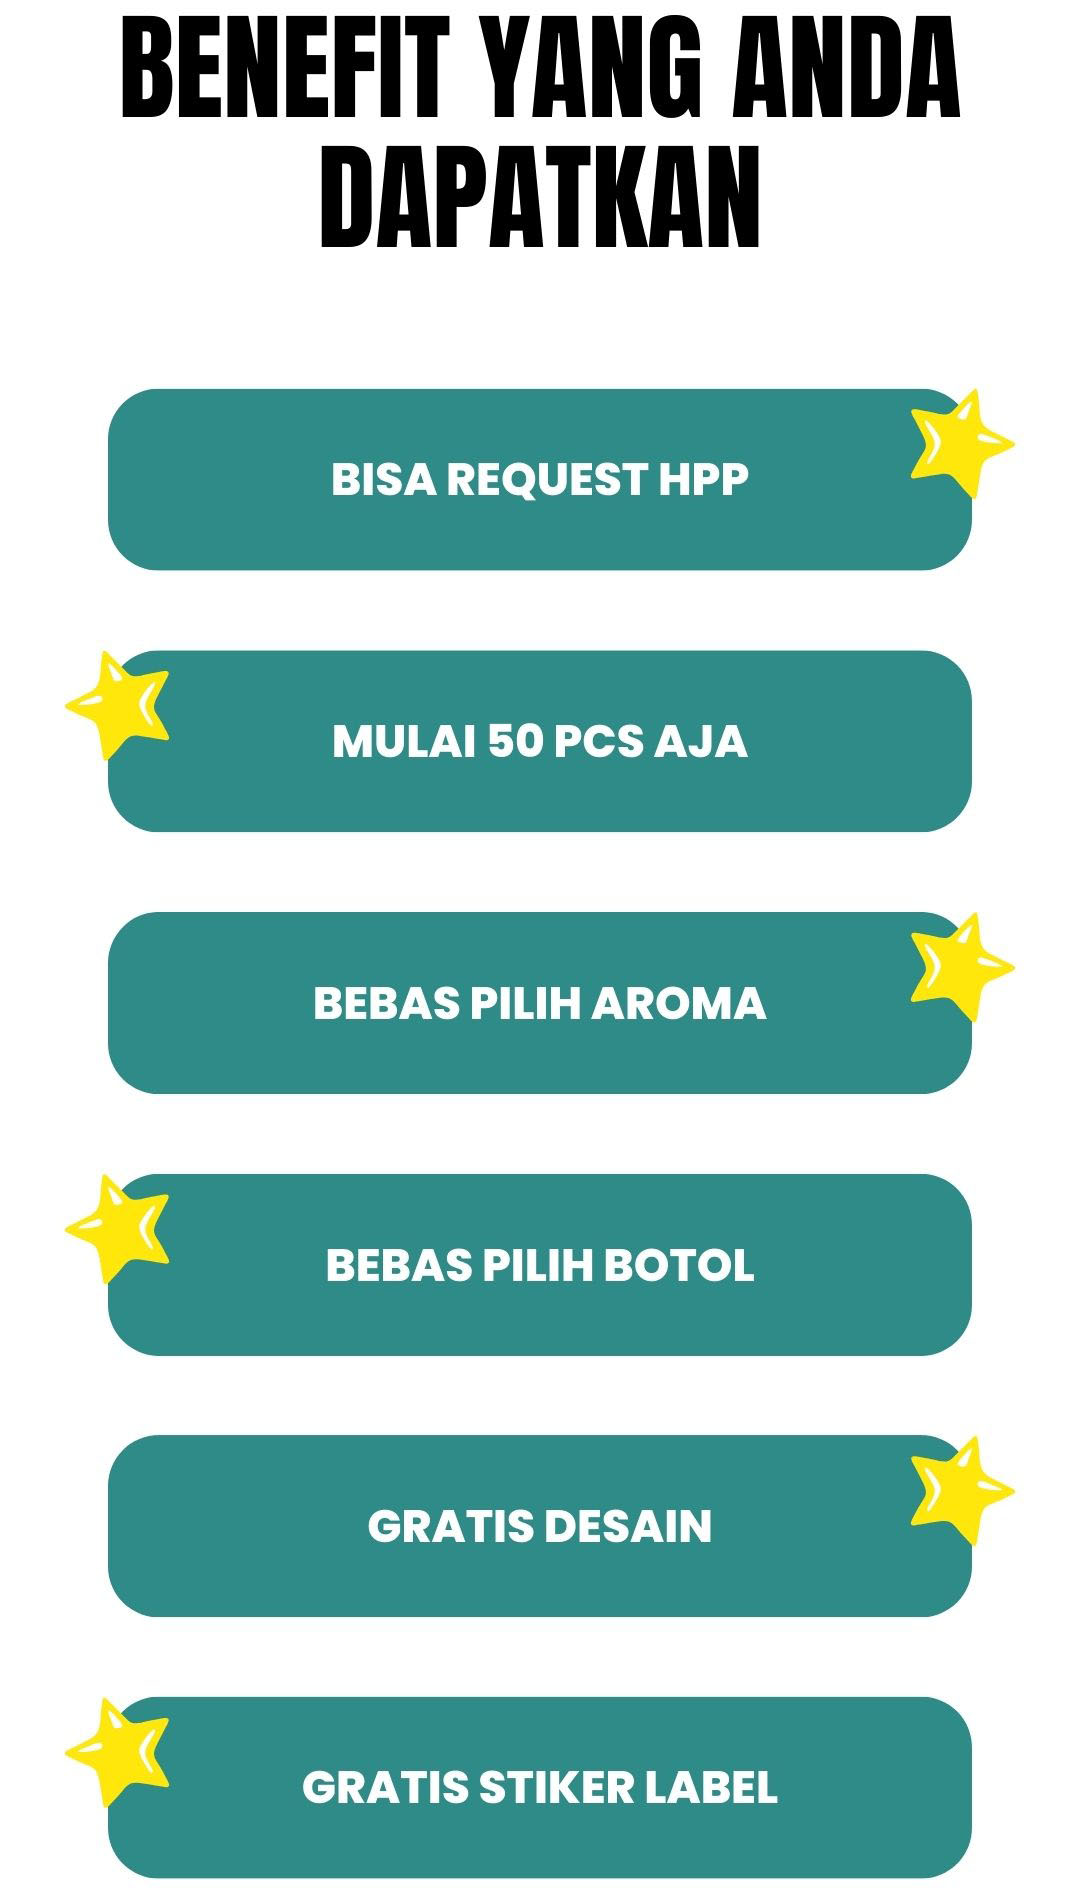 BENEFIT YANG ANDA
DAPATKAN
BISA REQUEST HPP
MULAI 50 PCS AJA
BEBAS PILIH AROMA
BEBAS PILIH BOTOL
GRATIS DESAIN
GRATIS STIKER LABEL